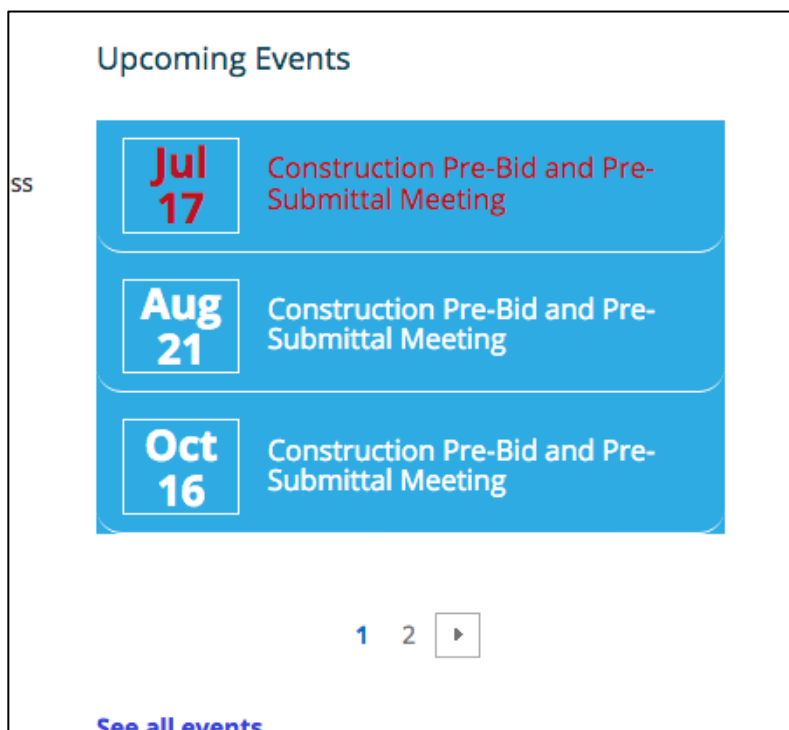 Upcoming Events
ss
Jul
17
Construction Pre-Bid and Pre-
Submittal Meeting
Aug
21
Construction Pre-Bid and Pre-
Submittal Meeting
Oct
16
Construction Pre-Bid and Pre-
Submittal Meeting
1 2
See all events